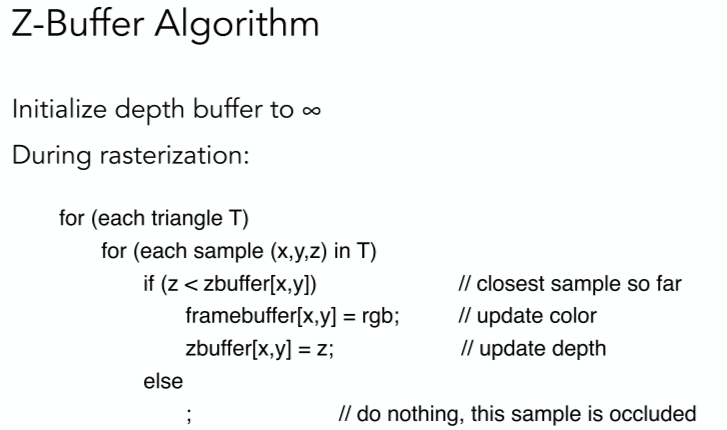 Z-Buffer Algorithm
Initialize depth buffer to ∞
During rasterization:
for (each triangle T)
for (each sample (x,y,z) in T)
if (z < zbuffer[x,y]) // closest sample so far
framebuffer[x,y] = rgb; // update color
zbuffer[x,y] = z; // update depth
else
; // do nothing, this sample is occluded